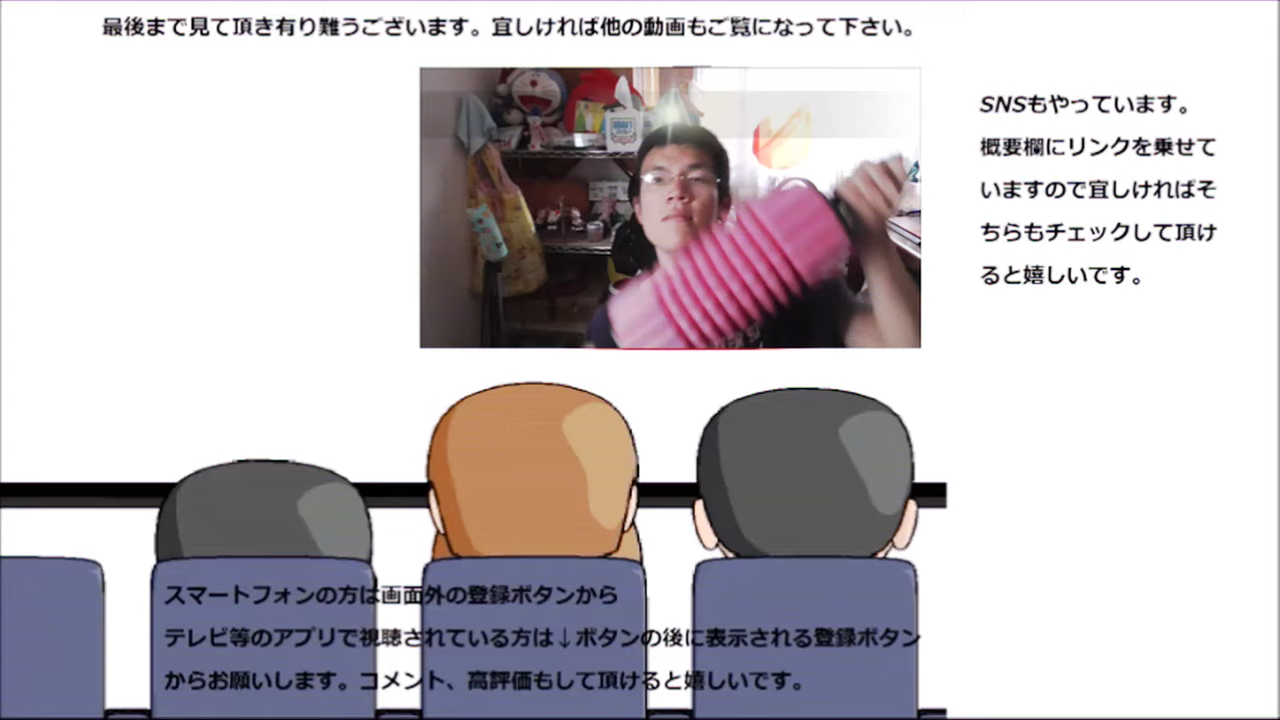 最後まで見て頂き有り難うございます。宜しければ他の動画もご覧になって下さい。
SNSもやっています。
概要欄にリンクを乗せて
いますので宜しければそ
ちらもチェックして頂け
ると嬉しいです。
スマートフォンの方は画面外の登録ボタンから
テレビ等のアプリで視聴されている方は↓ボタンの後に表示される登録ボタン
からお願いします。コメント、高評価もして頂けると嬉しいです。